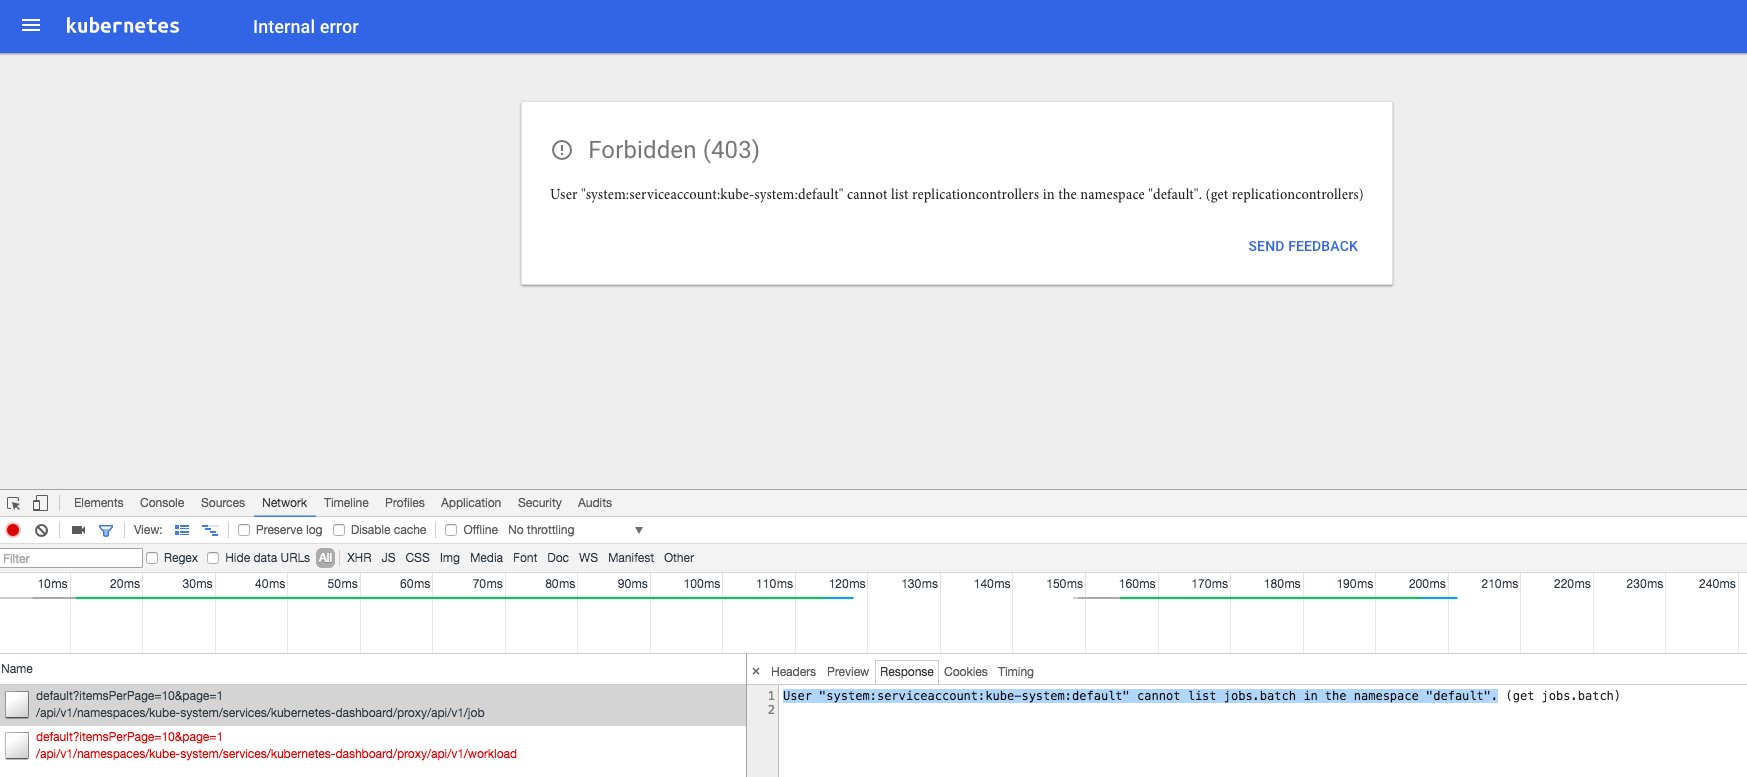 kubernetes Internal error
Forbidden (403)
User "system:serviceaccount:kube-system:default" cannot list replicationcontrollers in the namespace "default". (get replicationcontrollers)
SEND FEEDBACK
Elements Console Sources Network Timeline Profiles Application Security Audits
View: Preserve log Disable cache Offline No throttling
Filter Regex Hide data URLs All XHR JS CSS Img Media Font Doc WS Manifest Other
10ms 20ms 30ms 40ms 50ms 60ms 70ms 80ms 90ms 100ms 110ms 120ms 130ms 140ms 150ms 160ms 170ms 180ms 190ms 200ms 210ms 220ms 230ms 240ms
Name
default?itemsPerPage=10&page=1
/api/v1/namespaces/kube-system/services/kubernetes-dashboard/proxy/api/v1/job
default?itemsPerPage=10&page=1
/api/v1/namespaces/kube-system/services/kubernetes-dashboard/proxy/api/v1/workload
× Headers Preview Response Cookies Timing
1 User "system:serviceaccount:kube-system:default" cannot list jobs.batch in the namespace "default". (get jobs.batch)
2